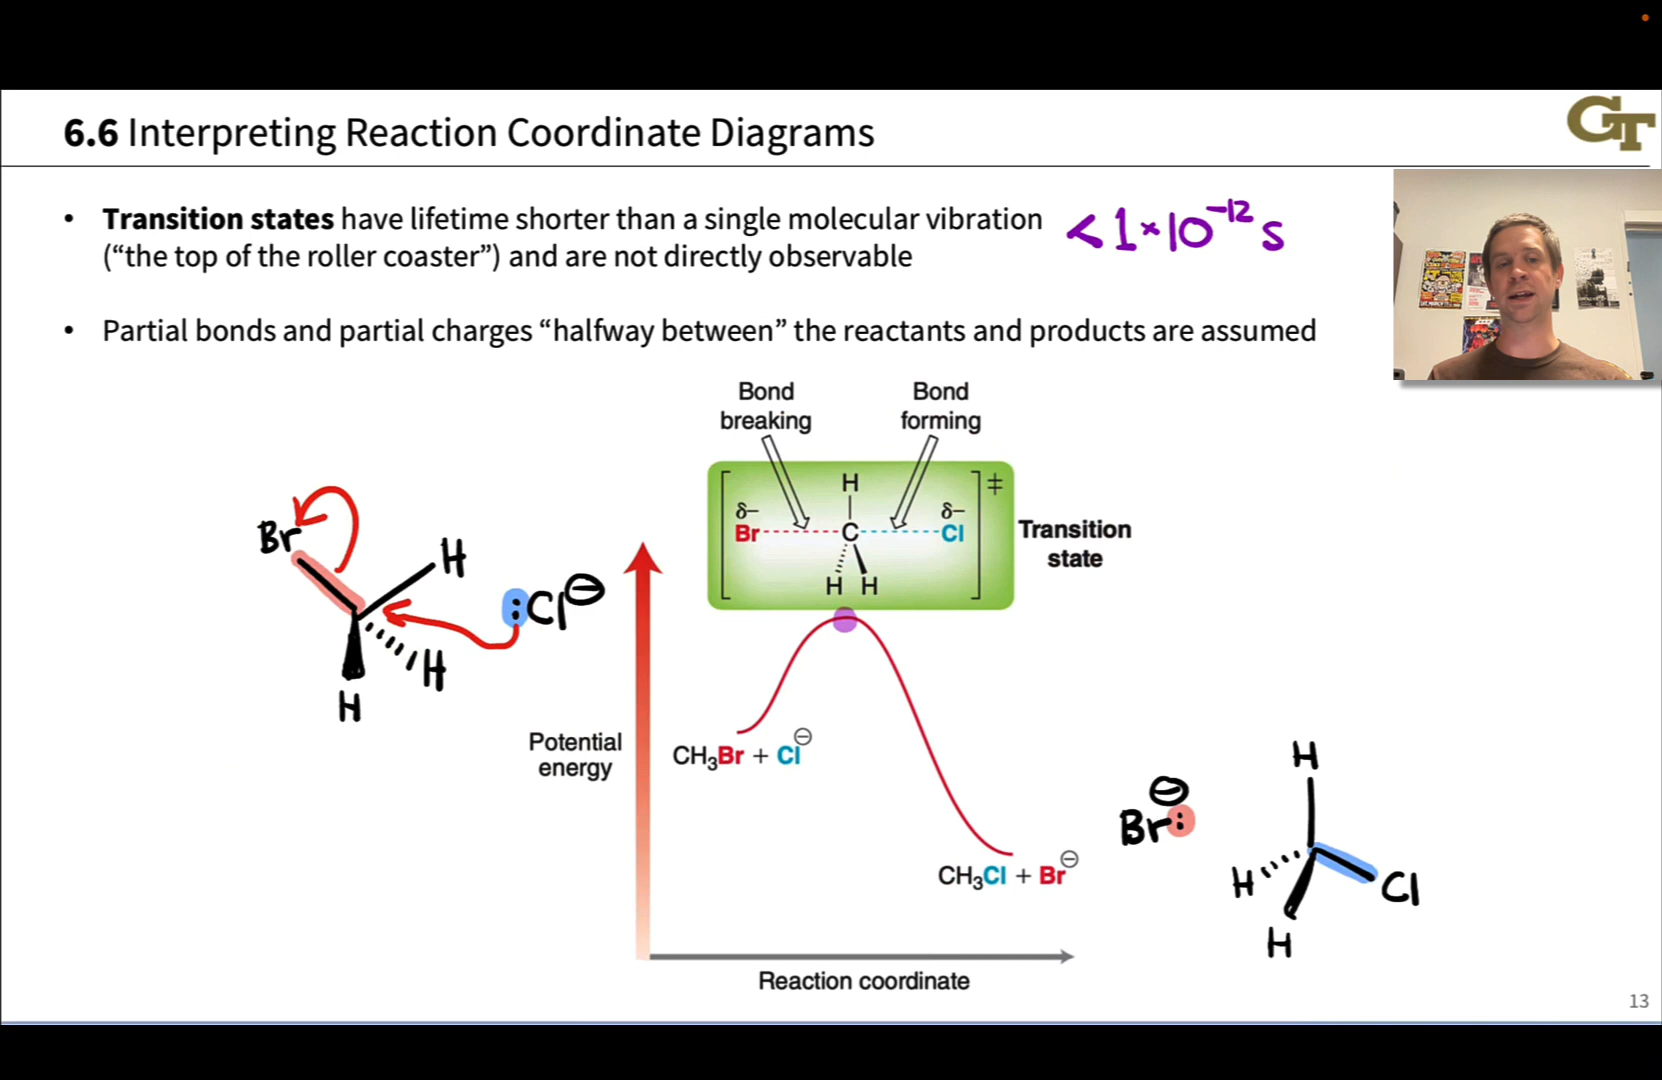 6.6 Interpreting Reaction Coordinate Diagrams
GT
• Transition states have lifetime shorter than a single molecular vibration
(“the top of the roller coaster”) and are not directly observable
< 1×10⁻¹² s
• Partial bonds and partial charges “halfway between” the reactants and products are assumed
Bond
breaking
Bond
forming
H
δ– δ–
Br C Cl
H H
‡
Transition
state
Br
H
:Cl⊖
H
H
Potential
energy
CH₃Br + Cl⊖
CH₃Cl + Br⊖
Br:⊖
H
H
Cl
H
Reaction coordinate
13